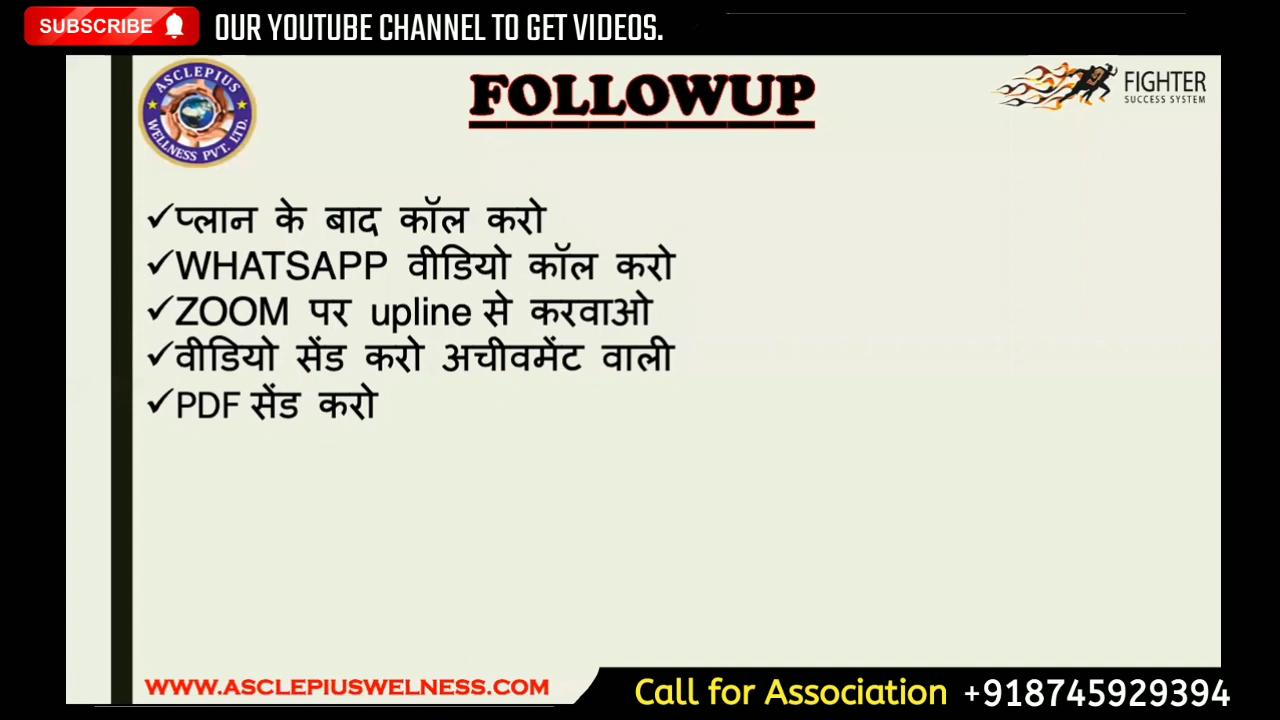 SUBSCRIBE OUR YOUTUBE CHANNEL TO GET VIDEOS.
ASCLEPIUS
WELLNESS PVT. LTD.
FOLLOWUP
FIGHTER
SUCCESS SYSTEM
✓प्लान के बाद कॉल करो
✓WHATSAPP वीडियो कॉल करो
✓ZOOM पर upline से करवाओ
✓वीडियो सेंड करो अचीवमेंट वाली
✓PDF सेंड करो
WWW.ASCLEPIUSWELNESS.COM
Call for Association +918745929394